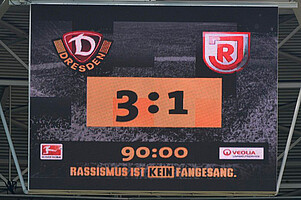 D
DRESDEN
R
3:1
90:00
VEOLIA
RASSISMUS IST KEIN FANGESANG.